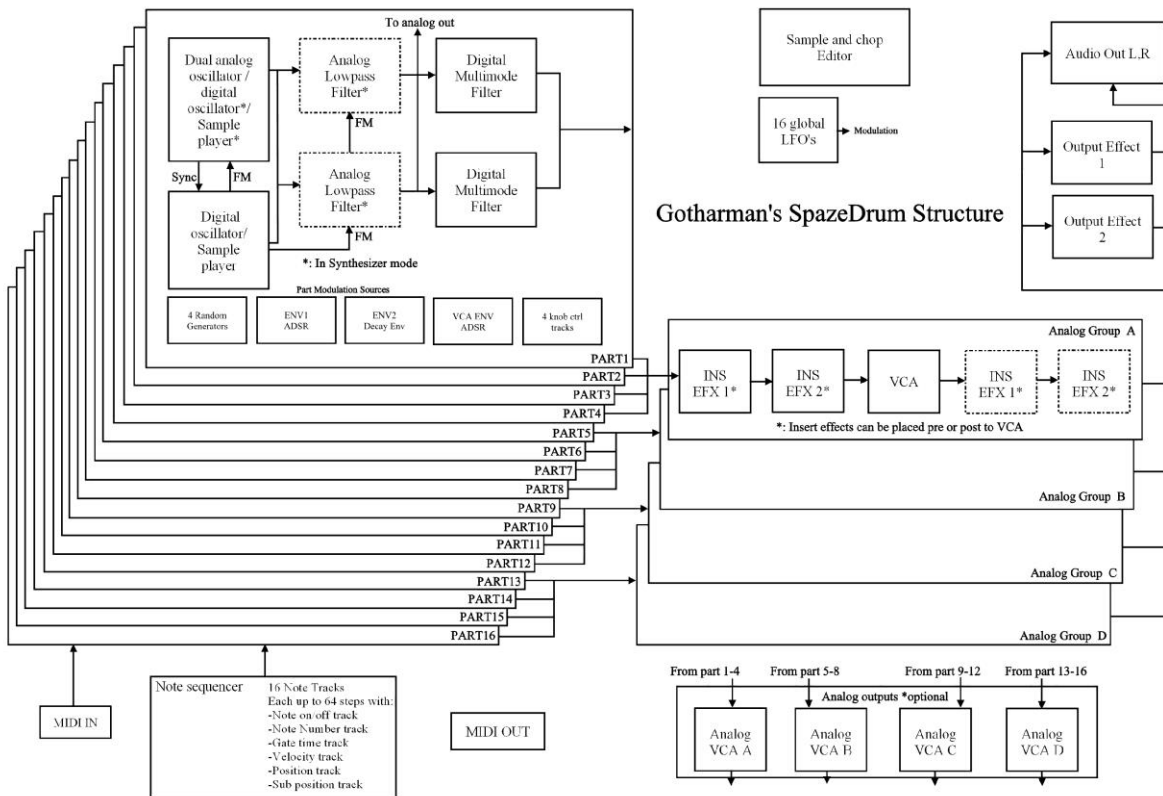 To analog out
Dual analog
oscillator /
digital
oscillator*/
Sample
player*
Analog
Lowpass
Filter*
Digital
Multimode
Filter
FM
Sync
FM
Analog
Lowpass
Filter*
Digital
Multimode
Filter
Digital
oscillator/
Sample
player
FM
*: In Synthesizer mode
Part Modulation Sources
4 Random
Generators
ENV1
ADSR
ENV2
Decay Env
VCA ENV
ADSR
4 knob ctrl
tracks
PART1
PART2
PART3
PART4
PART5
PART6
PART7
PART8
PART9
PART10
PART11
PART12
PART13
PART14
PART15
PART16
Sample and chop
Editor
16 global
LFO's
Modulation
Audio Out L,R
Output Effect
1
Output Effect
2
Gotharman's SpazeDrum Structure
Analog Group A
INS
EFX 1*
INS
EFX 2*
VCA
INS
EFX 1*
INS
EFX 2*
*: Insert effects can be placed pre or post to VCA
Analog Group B
Analog Group C
Analog Group D
MIDI IN
Note sequencer
16 Note Tracks
Each up to 64 steps with:
-Note on/off track
-Note Number track
-Gate time track
-Velocity track
-Position track
-Sub position track
MIDI OUT
From part 1-4
From part 5-8
From part 9-12
From part 13-16
Analog outputs *optional
Analog
VCA A
Analog
VCA B
Analog
VCA C
Analog
VCA D